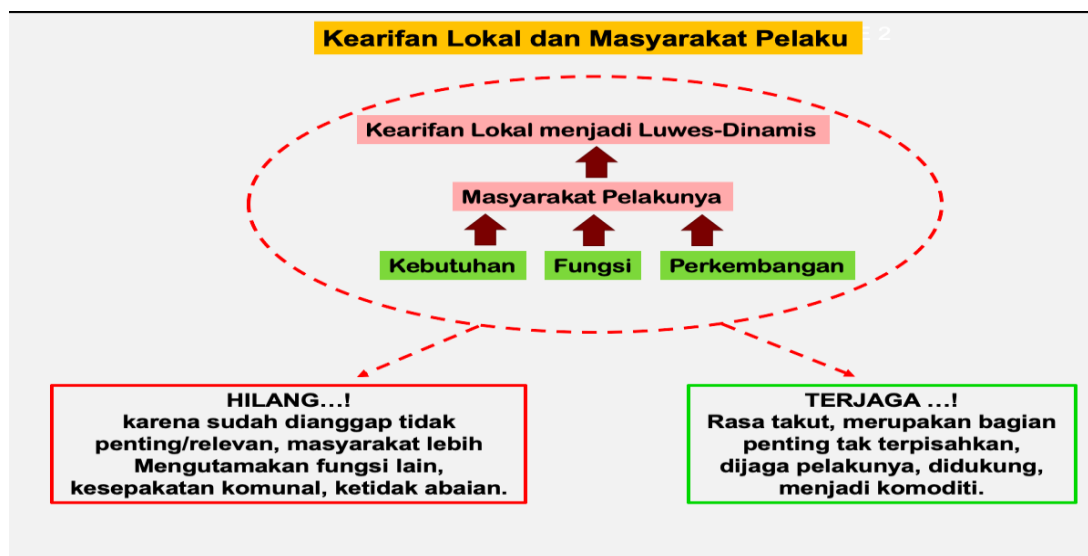 Kearifan Lokal dan Masyarakat Pelaku
E 2
Kearifan Lokal menjadi Luwes-Dinamis
Masyarakat Pelakunya
Kebutuhan
Fungsi
Perkembangan
HILANG...!
karena sudah dianggap tidak
penting/relevan, masyarakat lebih
Mengutamakan fungsi lain,
kesepakatan komunal, ketidak abaian.
TERJAGA ...!
Rasa takut, merupakan bagian
penting tak terpisahkan,
dijaga pelakunya, didukung,
menjadi komoditi.